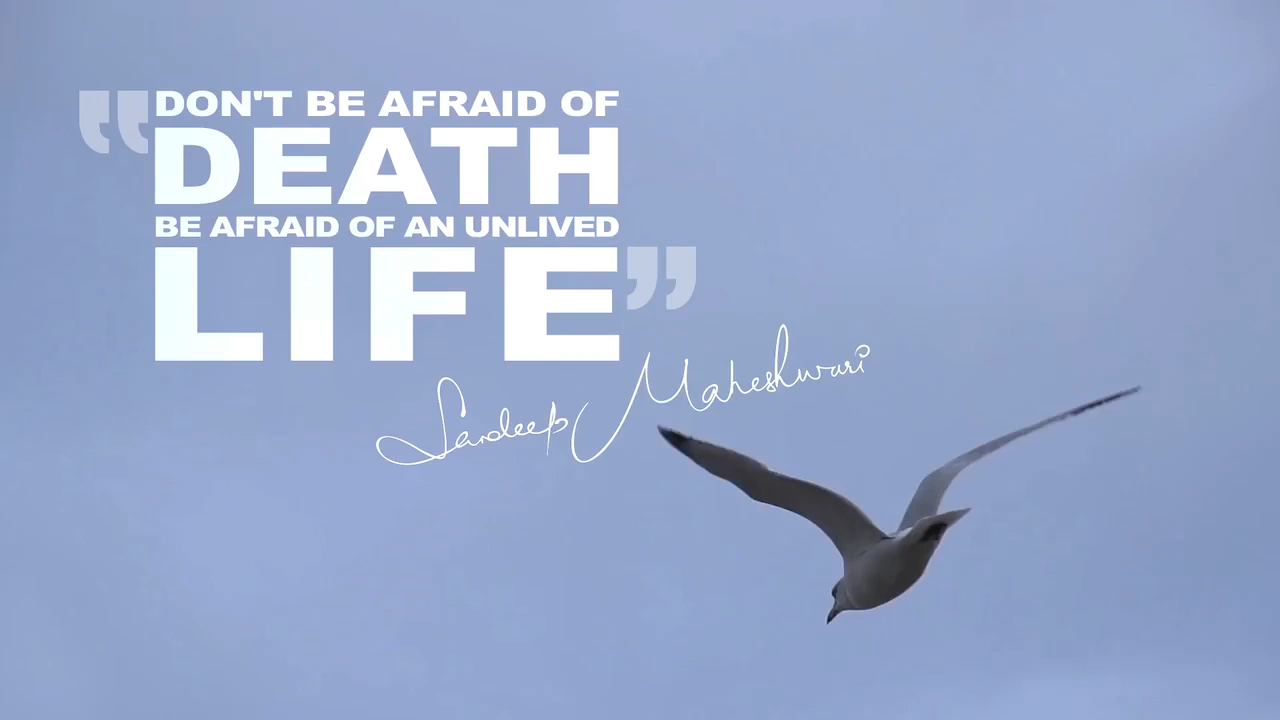 “DON'T BE AFRAID OF
DEATH
BE AFRAID OF AN UNLIVED
LIFE”
Sandeep Maheshwari